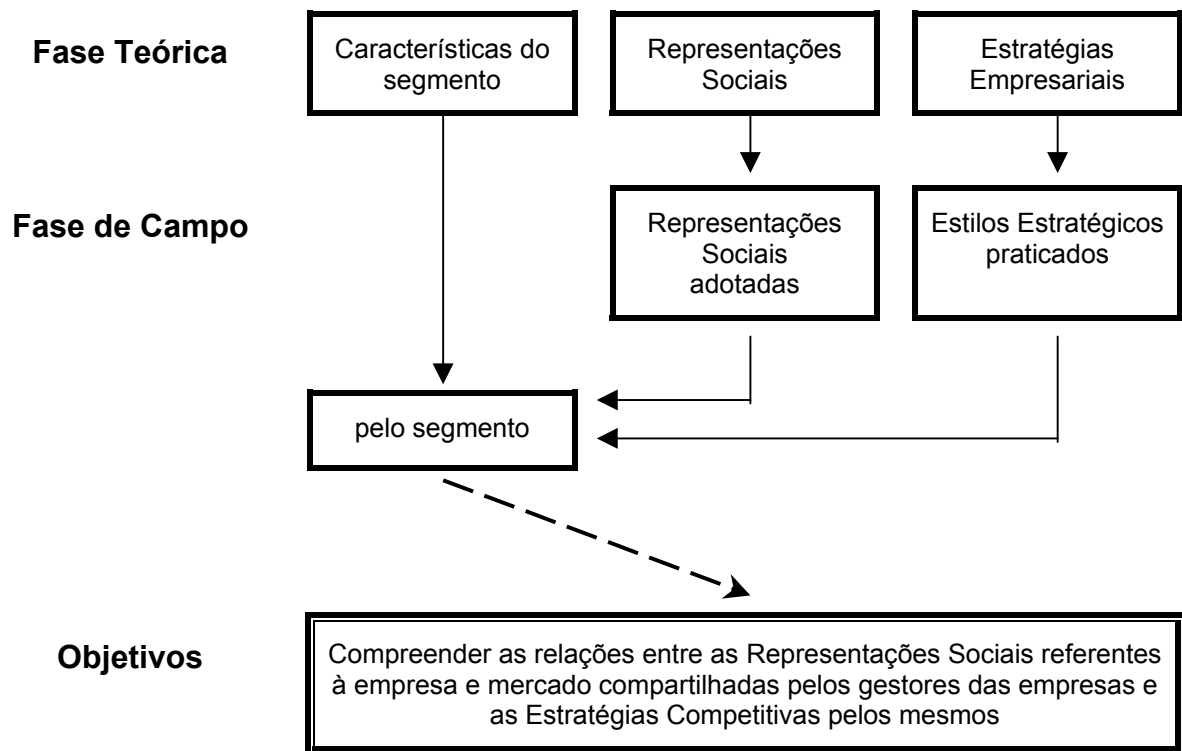 Fase Teórica
Características do
segmento
Representações
Sociais
Estratégias
Empresariais
Fase de Campo
Representações
Sociais
adotadas
Estilos Estratégicos
praticados
pelo segmento
Objetivos
Compreender as relações entre as Representações Sociais referentes
à empresa e mercado compartilhadas pelos gestores das empresas e
as Estratégias Competitivas pelos mesmos